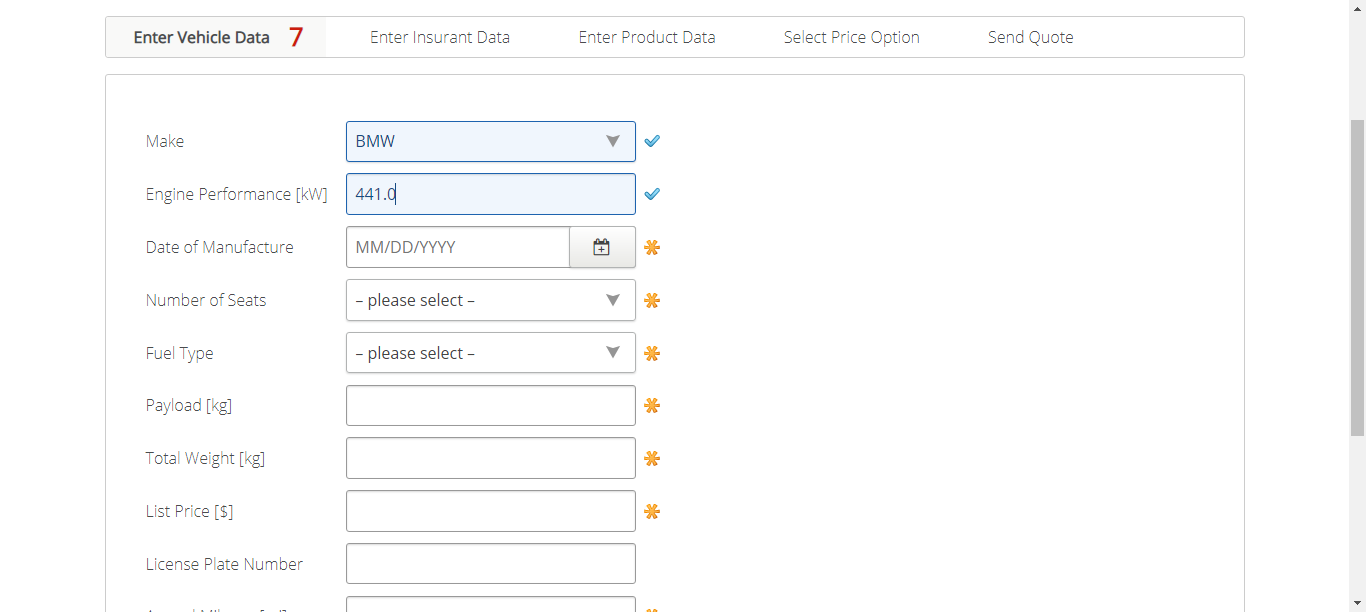 Enter Vehicle Data 7 Enter Insurant Data Enter Product Data Select Price Option Send Quote
Make BMW
Engine Performance [kW] 441.0
Date of Manufacture MM/DD/YYYY
Number of Seats – please select –
Fuel Type – please select –
Payload [kg]
Total Weight [kg]
List Price [$]
License Plate Number